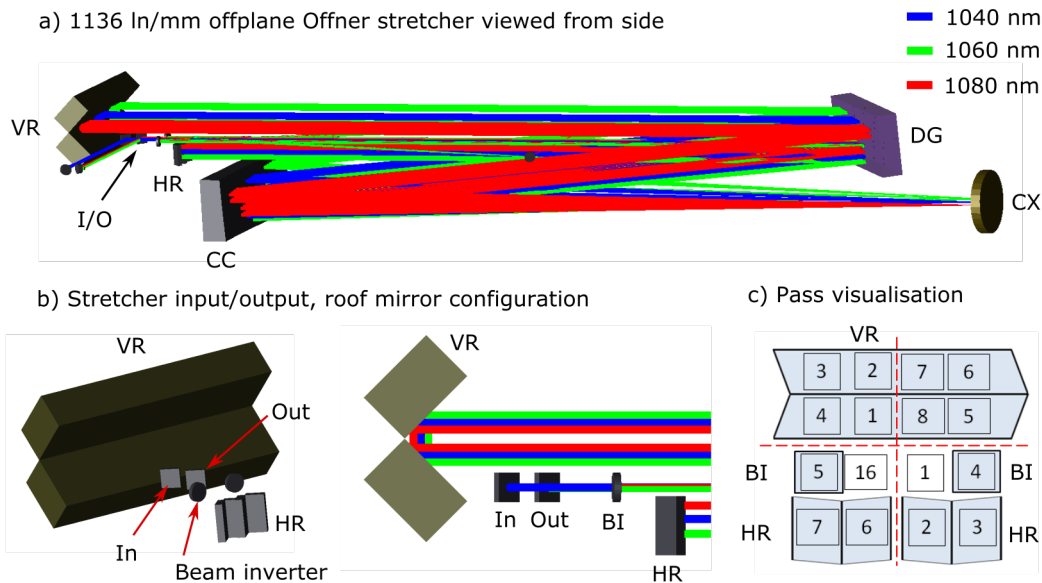 a) 1136 ln/mm offplane Offner stretcher viewed from side
1040 nm
1060 nm
1080 nm
VR
DG
I/O
HR
CC
CX
b) Stretcher input/output, roof mirror configuration
c) Pass visualisation
VR
Out
In
HR
Beam inverter
VR
In
Out
BI
HR
VR
3 2 7 6
4 1 8 5
BI 5 16 1 4 BI
HR 7 6 2 3 HR